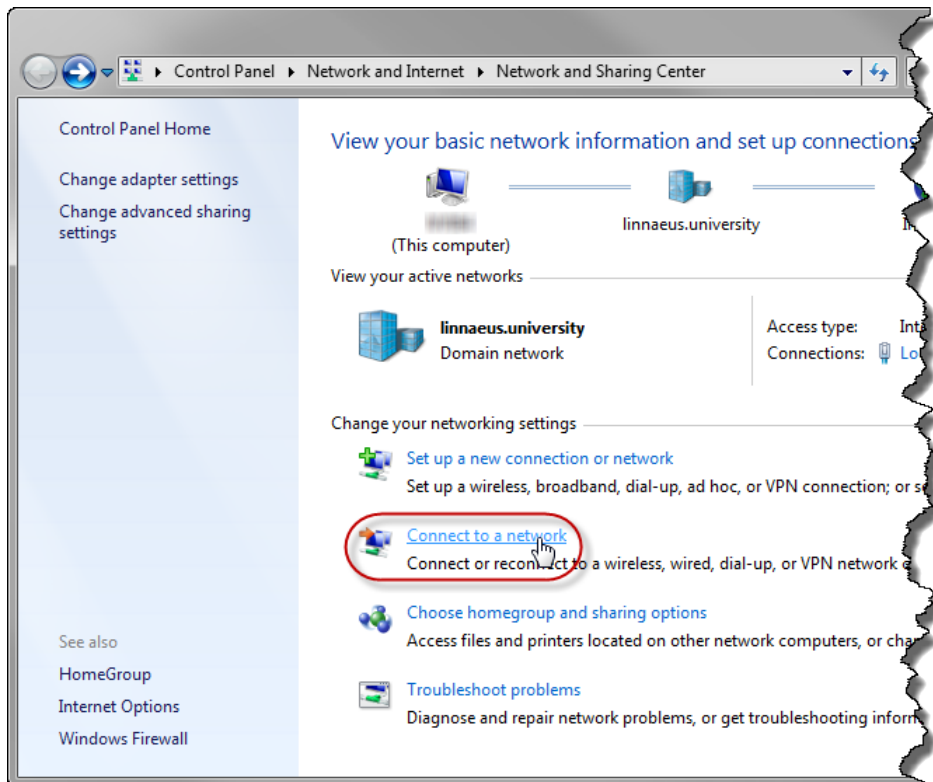 Control Panel Network and Internet Network and Sharing Center
Control Panel Home
Change adapter settings
Change advanced sharing
settings
See also
HomeGroup
Internet Options
Windows Firewall
View your basic network information and set up connections
(This computer)
linnaeus.university
View your active networks
linnaeus.university
Domain network
Access type:
Connections:
Change your networking settings
Set up a new connection or network
Set up a wireless, broadband, dial-up, ad hoc, or VPN connection; or
Connect to a network
Connect or reconnect to a wireless, wired, dial-up, or VPN network
Choose homegroup and sharing options
Access files and printers located on other network computers, or
Troubleshoot problems
Diagnose and repair network problems, or get troubleshooting